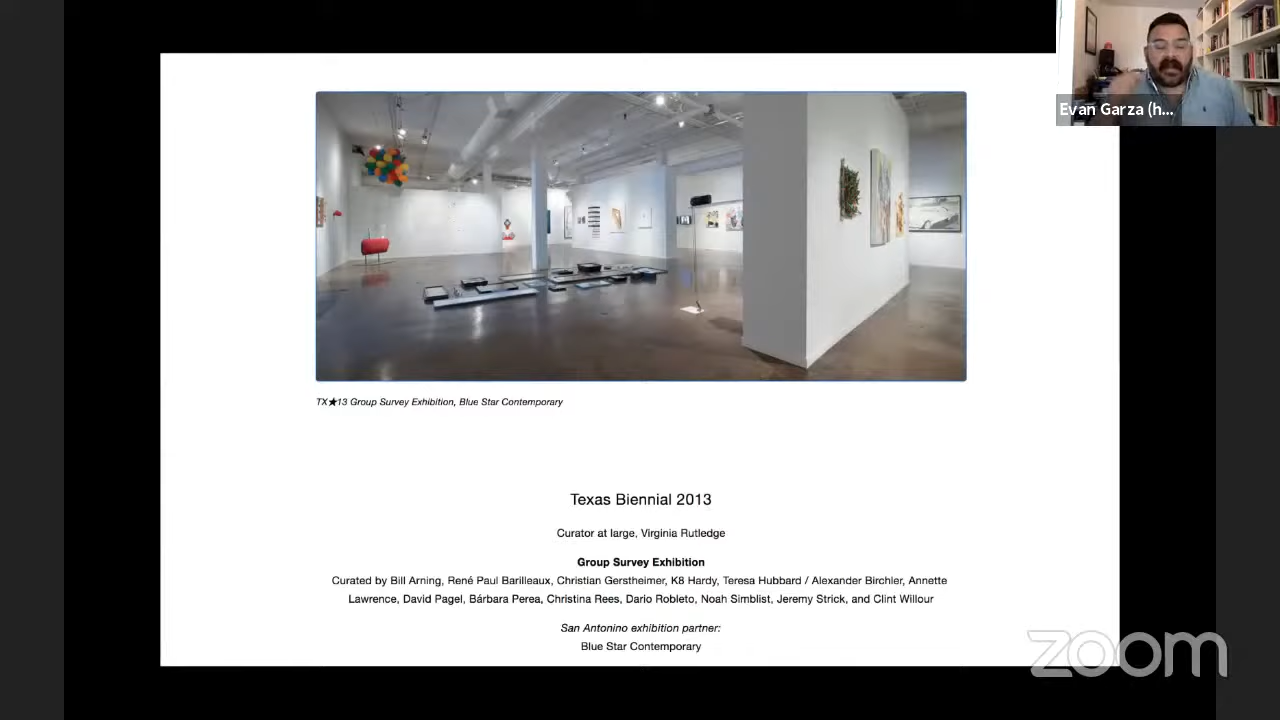 Evan Garza (h...
TX★13 Group Survey Exhibition, Blue Star Contemporary
Texas Biennial 2013
Curator at large, Virginia Rutledge
Group Survey Exhibition
Curated by Bill Arning, René Paul Barilleaux, Christian Gerstheimer, K8 Hardy, Teresa Hubbard / Alexander Birchler, Annette
Lawrence, David Pagel, Bárbara Perea, Christina Rees, Dario Robleto, Noah Simblist, Jeremy Strick, and Clint Willour
San Antonino exhibition partner:
Blue Star Contemporary
zoom